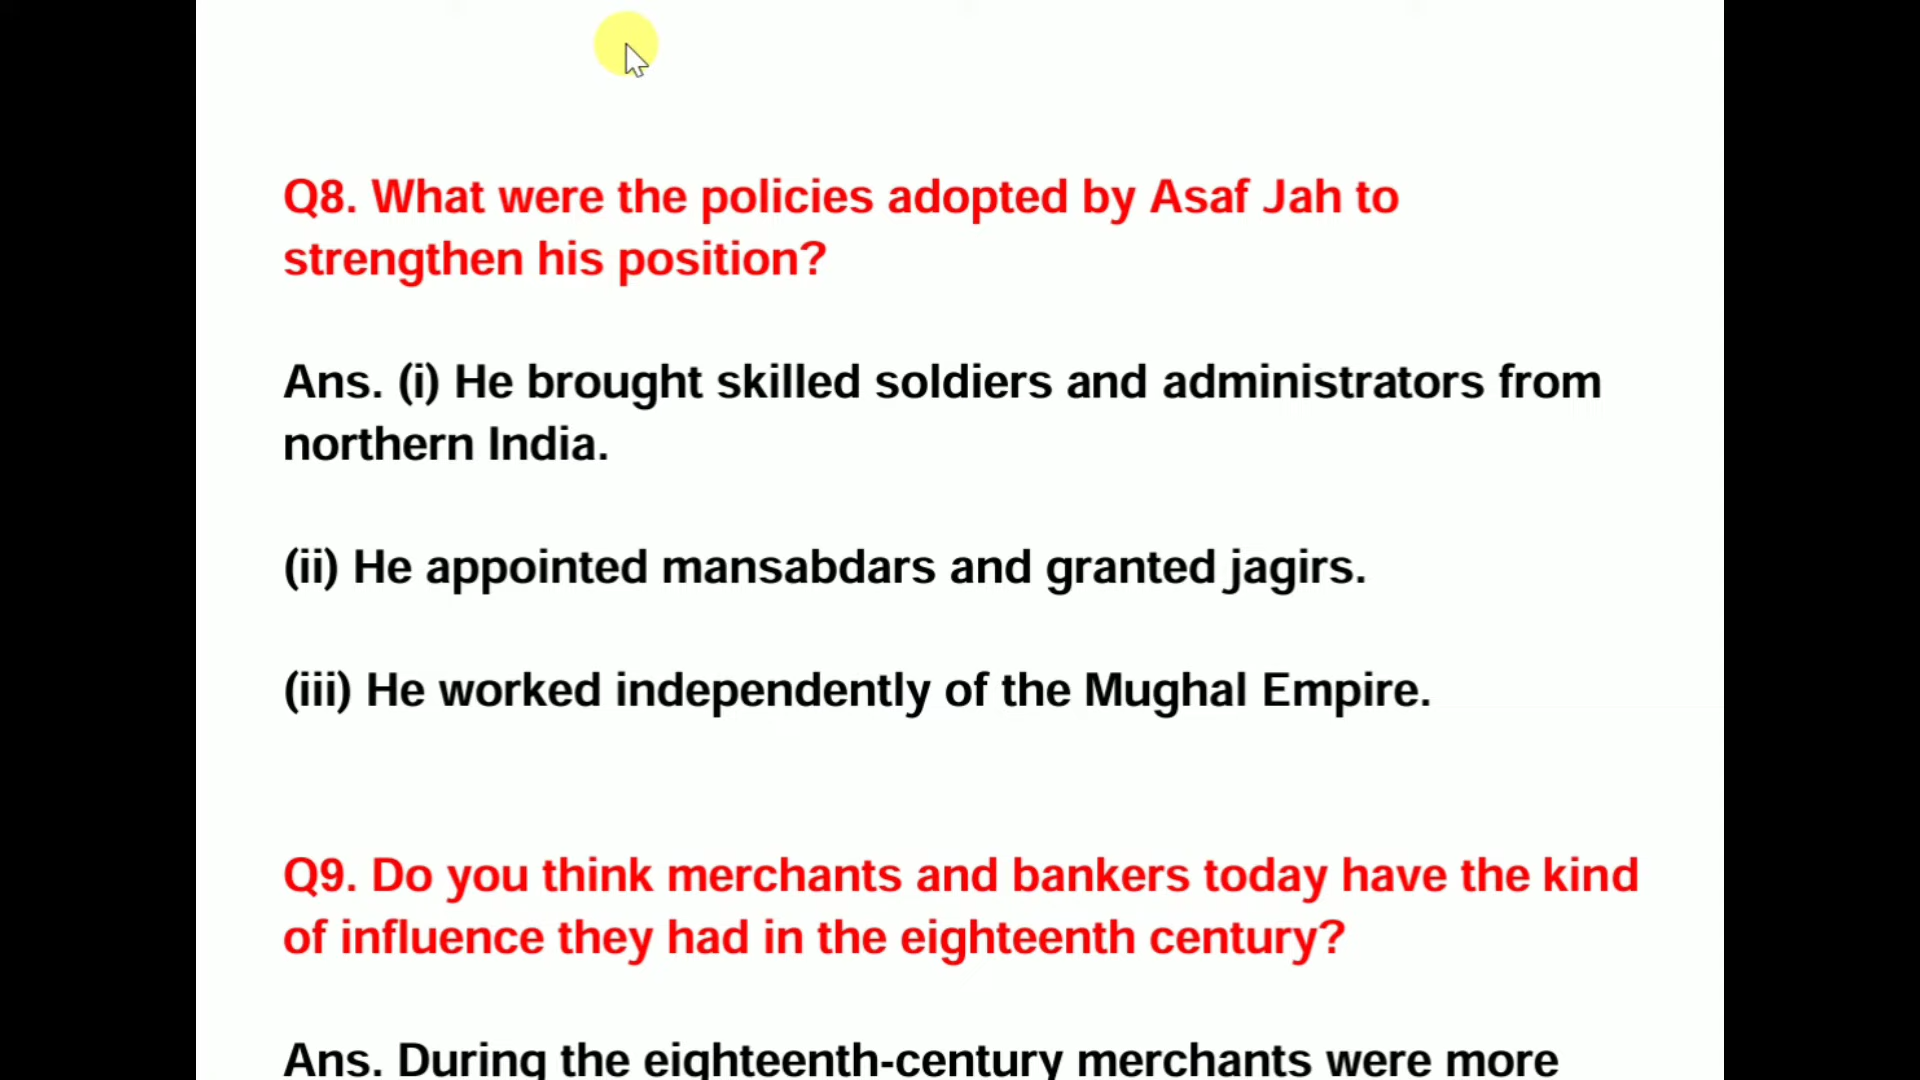 Q8. What were the policies adopted by Asaf Jah to
strengthen his position?
Ans. (i) He brought skilled soldiers and administrators from
northern India.
(ii) He appointed mansabdars and granted jagirs.
(iii) He worked independently of the Mughal Empire.
Q9. Do you think merchants and bankers today have the kind
of influence they had in the eighteenth century?
Ans. During the eighteenth-century merchants were more